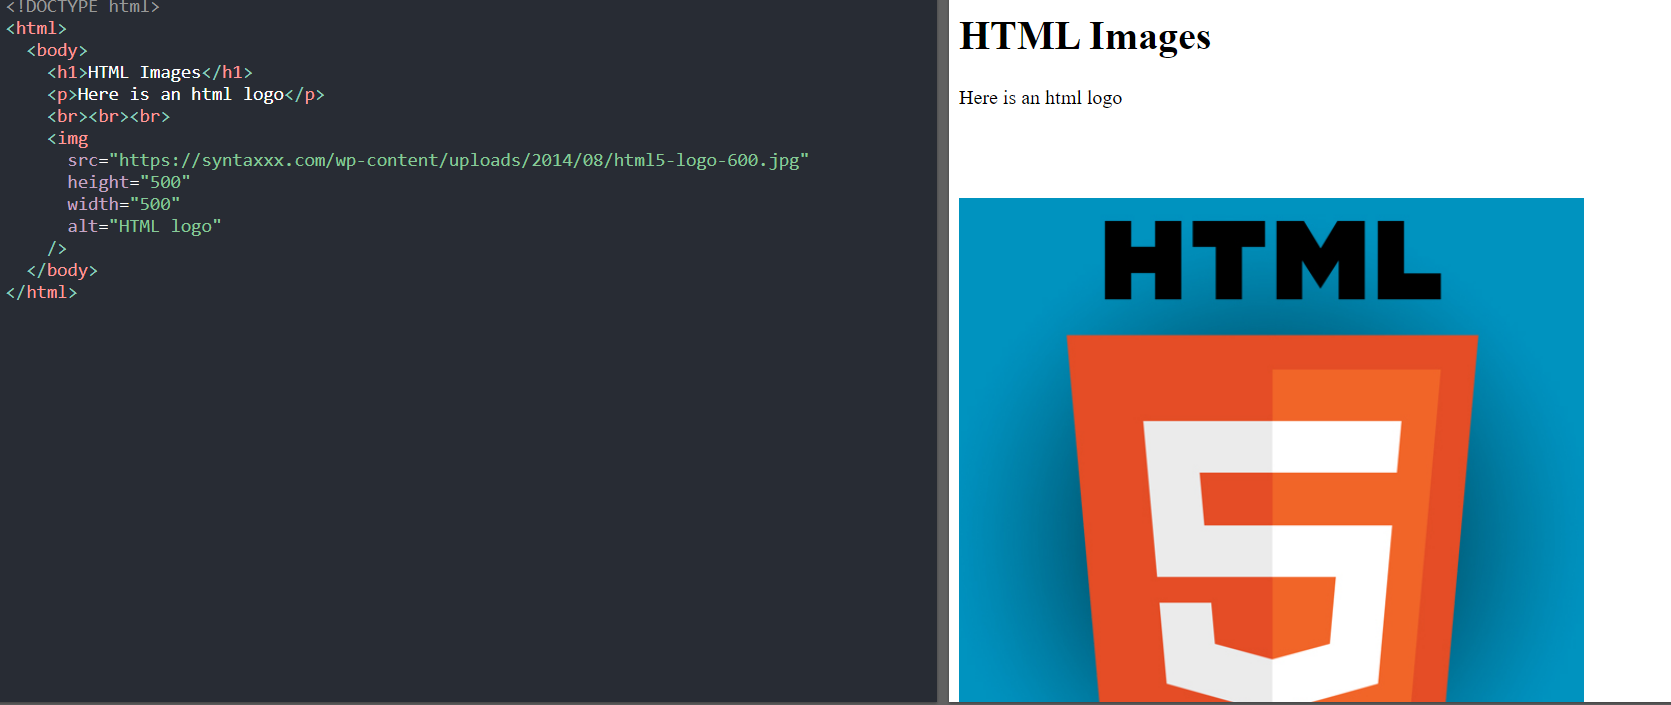 <!DOCTYPE html>
<html>
  <body>
    <h1>HTML Images</h1>
    <p>Here is an html logo</p>
    <br><br><br>
    <img
      src="https://syntaxxx.com/wp-content/uploads/2014/08/html5-logo-600.jpg"
      height="500"
      width="500"
      alt="HTML logo"
    />
  </body>
</html>
HTML Images
Here is an html logo
HTML
5